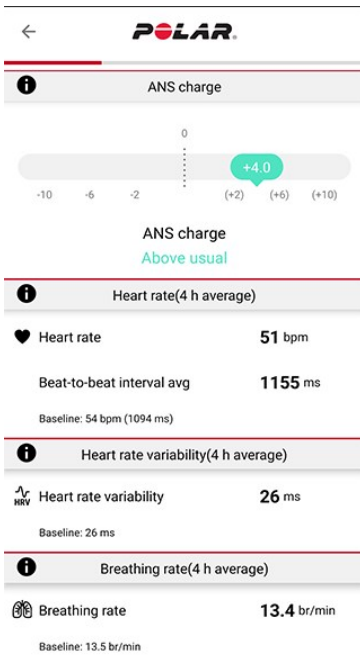 POLAR
ANS charge
0
+4.0
-10 -6 -2 (+2) (+6) (+10)
ANS charge
Above usual
Heart rate(4 h average)
Heart rate 51 bpm
Beat-to-beat interval avg 1155 ms
Baseline: 54 bpm (1094 ms)
Heart rate variability(4 h average)
HRV Heart rate variability 26 ms
Baseline: 26 ms
Breathing rate(4 h average)
Breathing rate 13.4 br/min
Baseline: 13.5 br/min